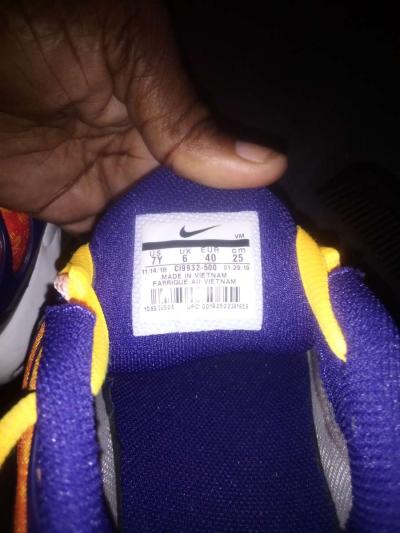 VM
US UK EUR cm
7Y 6 40 25
11/14/18 CI9932-500 01/29/19
MADE IN VIETNAM
FABRIQUE AU VIETNAM